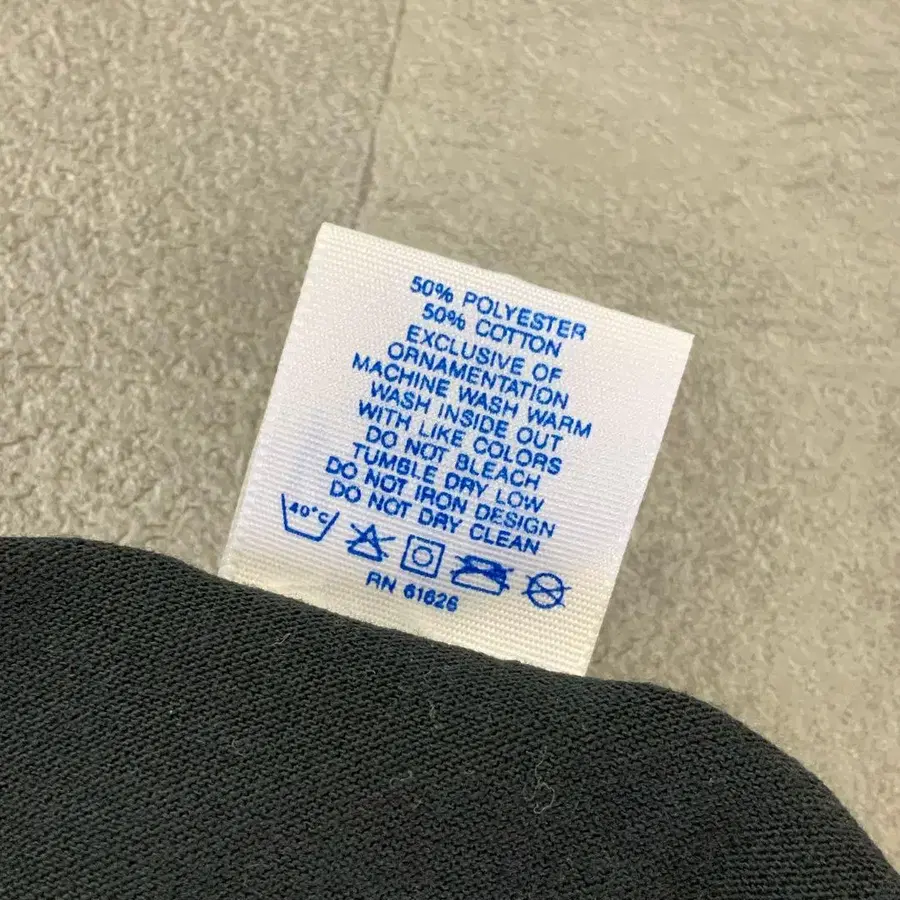 50% POLYESTER
50% COTTON
EXCLUSIVE OF
ORNAMENTATION
MACHINE WASH WARM
WASH INSIDE OUT
WITH LIKE COLORS
DO NOT BLEACH
TUMBLE DRY LOW
DO NOT IRON DESIGN
DO NOT DRY CLEAN
40°C
RN 61626